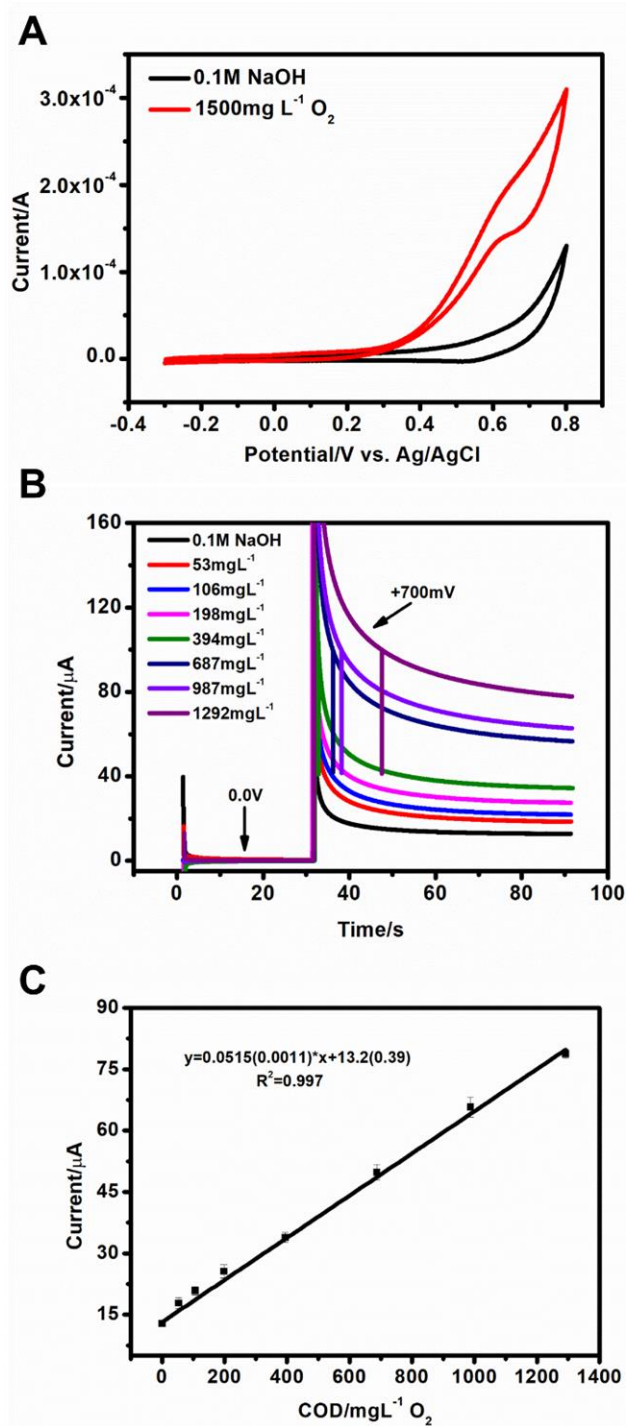 A
0.1M NaOH
1500mg L⁻¹ O₂
3.0x10⁻⁴
2.0x10⁻⁴
1.0x10⁻⁴
0.0
Current/A
-0.4 -0.2 0.0 0.2 0.4 0.6 0.8
Potential/V vs. Ag/AgCl
B
160
120
80
40
0
Current/µA
0.1M NaOH
53mgL⁻¹
106mgL⁻¹
198mgL⁻¹
394mgL⁻¹
687mgL⁻¹
987mgL⁻¹
1292mgL⁻¹
+700mV
0.0V
0 20 40 60 80 100
Time/s
C
90
75
60
45
30
15
Current/µA
y=0.0515(0.0011)*x+13.2(0.39)
R²=0.997
0 200 400 600 800 1000 1200 1400
COD/mgL⁻¹ O₂